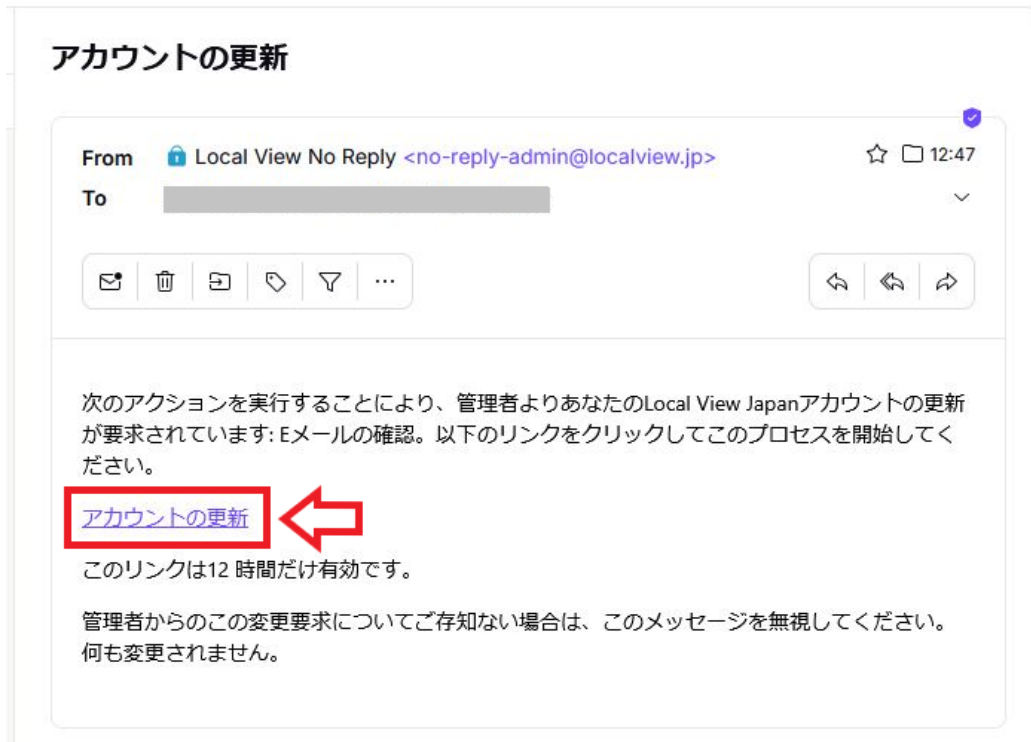 アカウントの更新
From Local View No Reply <no-reply-admin@localview.jp> 12:47
To
次のアクションを実行することにより、管理者よりあなたのLocal View Japanアカウントの更新
が要求されています: Eメールの確認。以下のリンクをクリックしてこのプロセスを開始してく
ださい。
アカウントの更新
このリンクは12 時間だけ有効です。
管理者からのこの変更要求についてご存知ない場合は、このメッセージを無視してください。
何も変更されません。